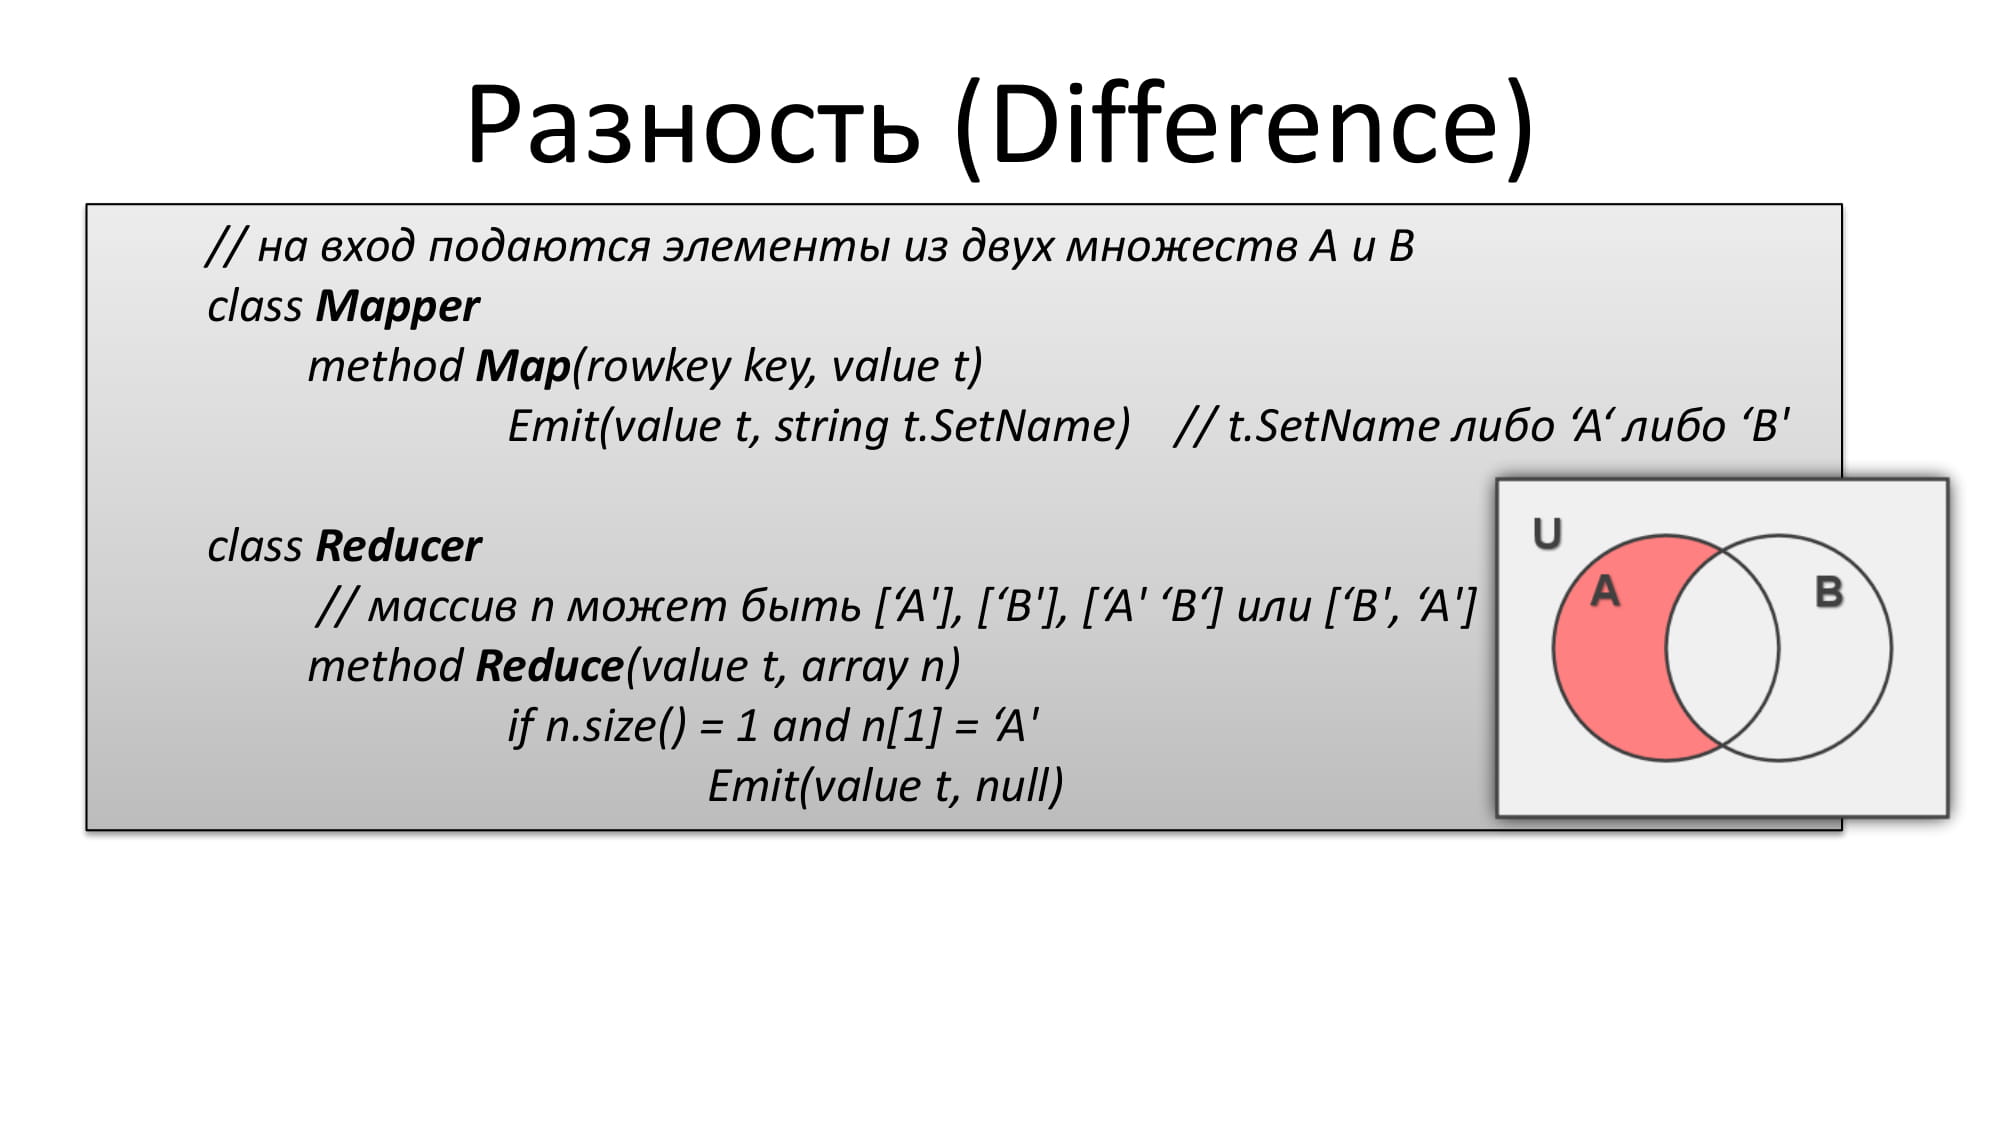 Разность (Difference)
// на вход подаются элементы из двух множеств A и B
class Mapper
method Map(rowkey key, value t)
Emit(value t, string t.SetName) // t.SetName либо ‘A‘ либо ‘B'
class Reducer
// массив n может быть [‘A'], [‘B'], [‘A' ‘B‘] или [‘B', ‘A']
method Reduce(value t, array n)
if n.size() = 1 and n[1] = ‘A'
Emit(value t, null)
U
A
B